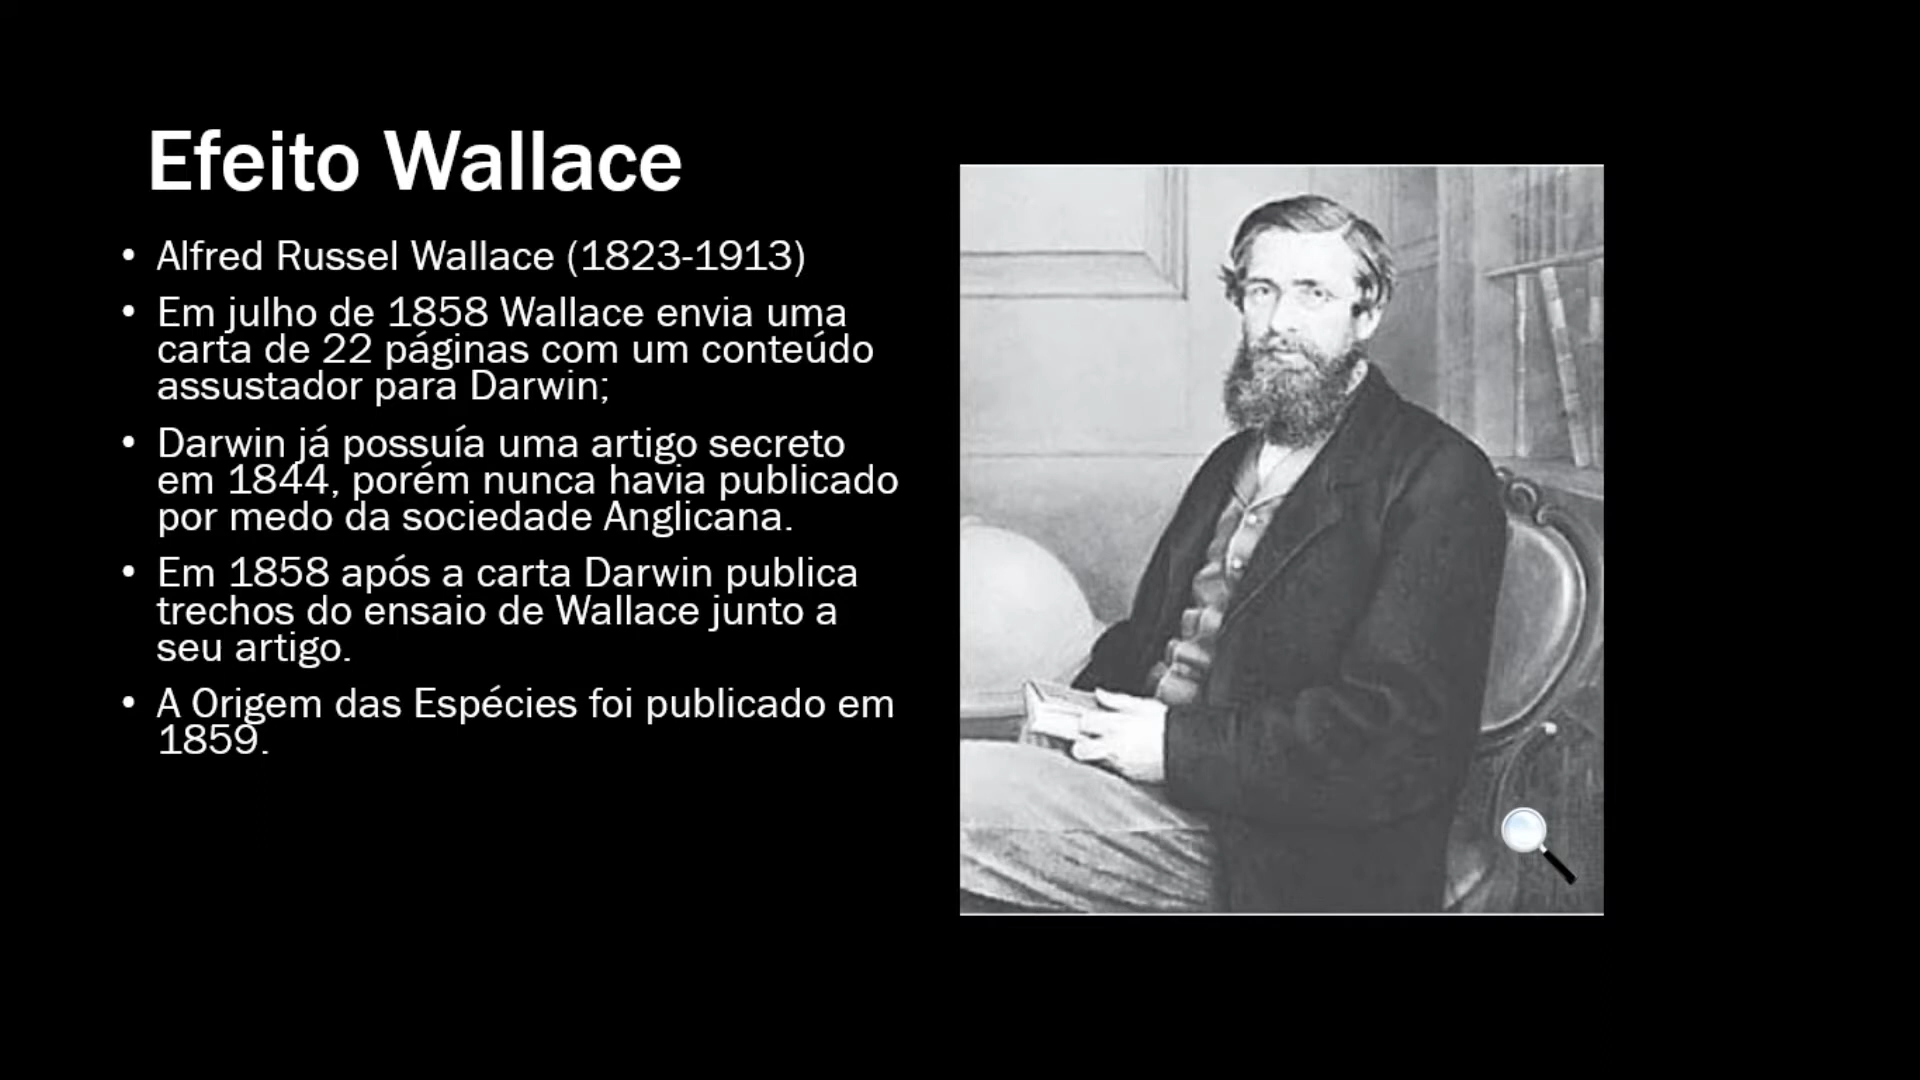 Efeito Wallace
• Alfred Russel Wallace (1823-1913)
• Em julho de 1858 Wallace envia uma
carta de 22 páginas com um conteúdo
assustador para Darwin;
• Darwin já possuía uma artigo secreto
em 1844, porém nunca havia publicado
por medo da sociedade Anglicana.
• Em 1858 após a carta Darwin publica
trechos do ensaio de Wallace junto a
seu artigo.
• A Origem das Espécies foi publicado em
1859.